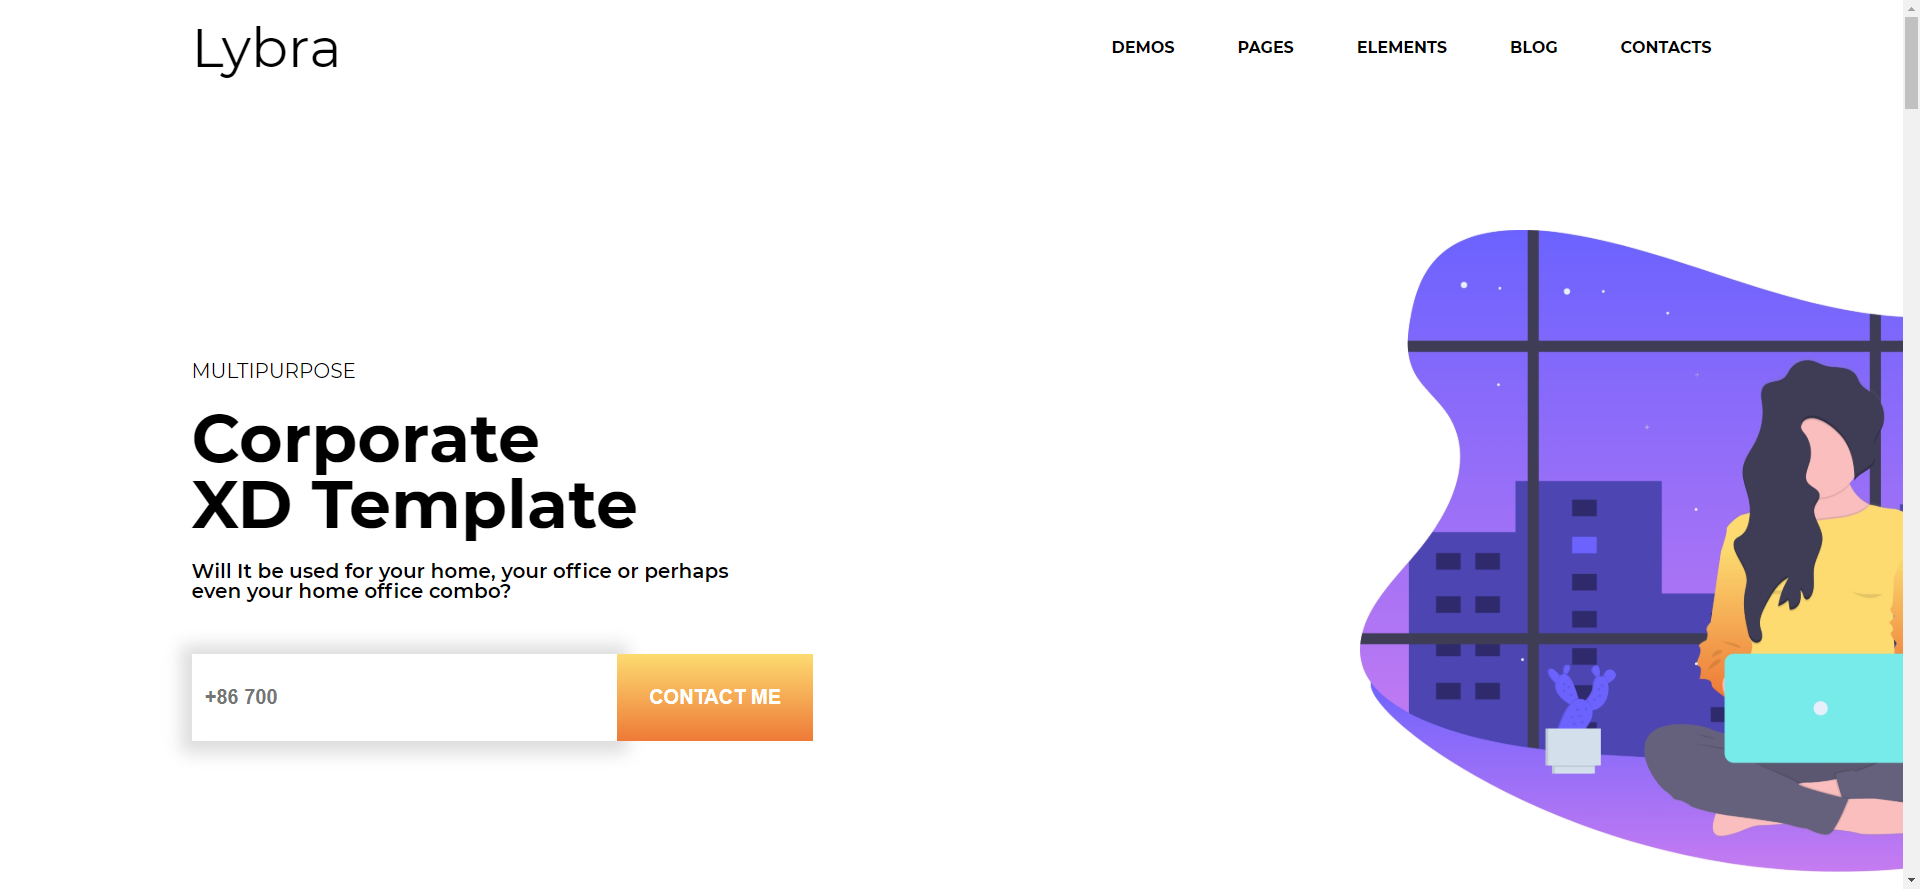 Lybra
DEMOS PAGES ELEMENTS BLOG CONTACTS
MULTIPURPOSE
Corporate
XD Template
Will It be used for your home, your office or perhaps
even your home office combo?
+86 700
CONTACT ME